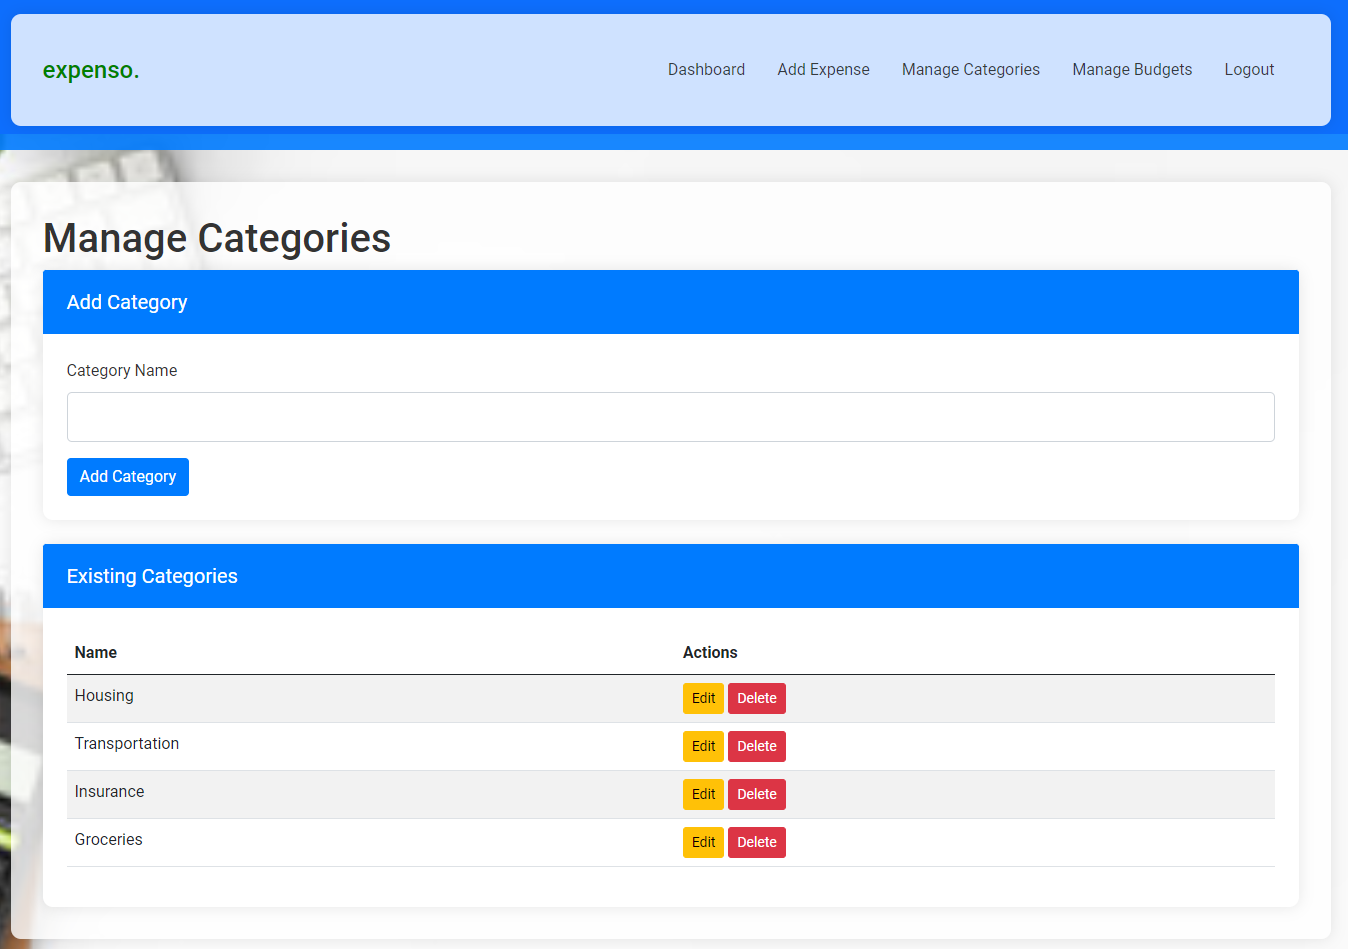 expenso.
Dashboard Add Expense Manage Categories Manage Budgets Logout
Manage Categories
Add Category
Category Name
Add Category
Existing Categories
Name Actions
Housing Edit Delete
Transportation Edit Delete
Insurance Edit Delete
Groceries Edit Delete